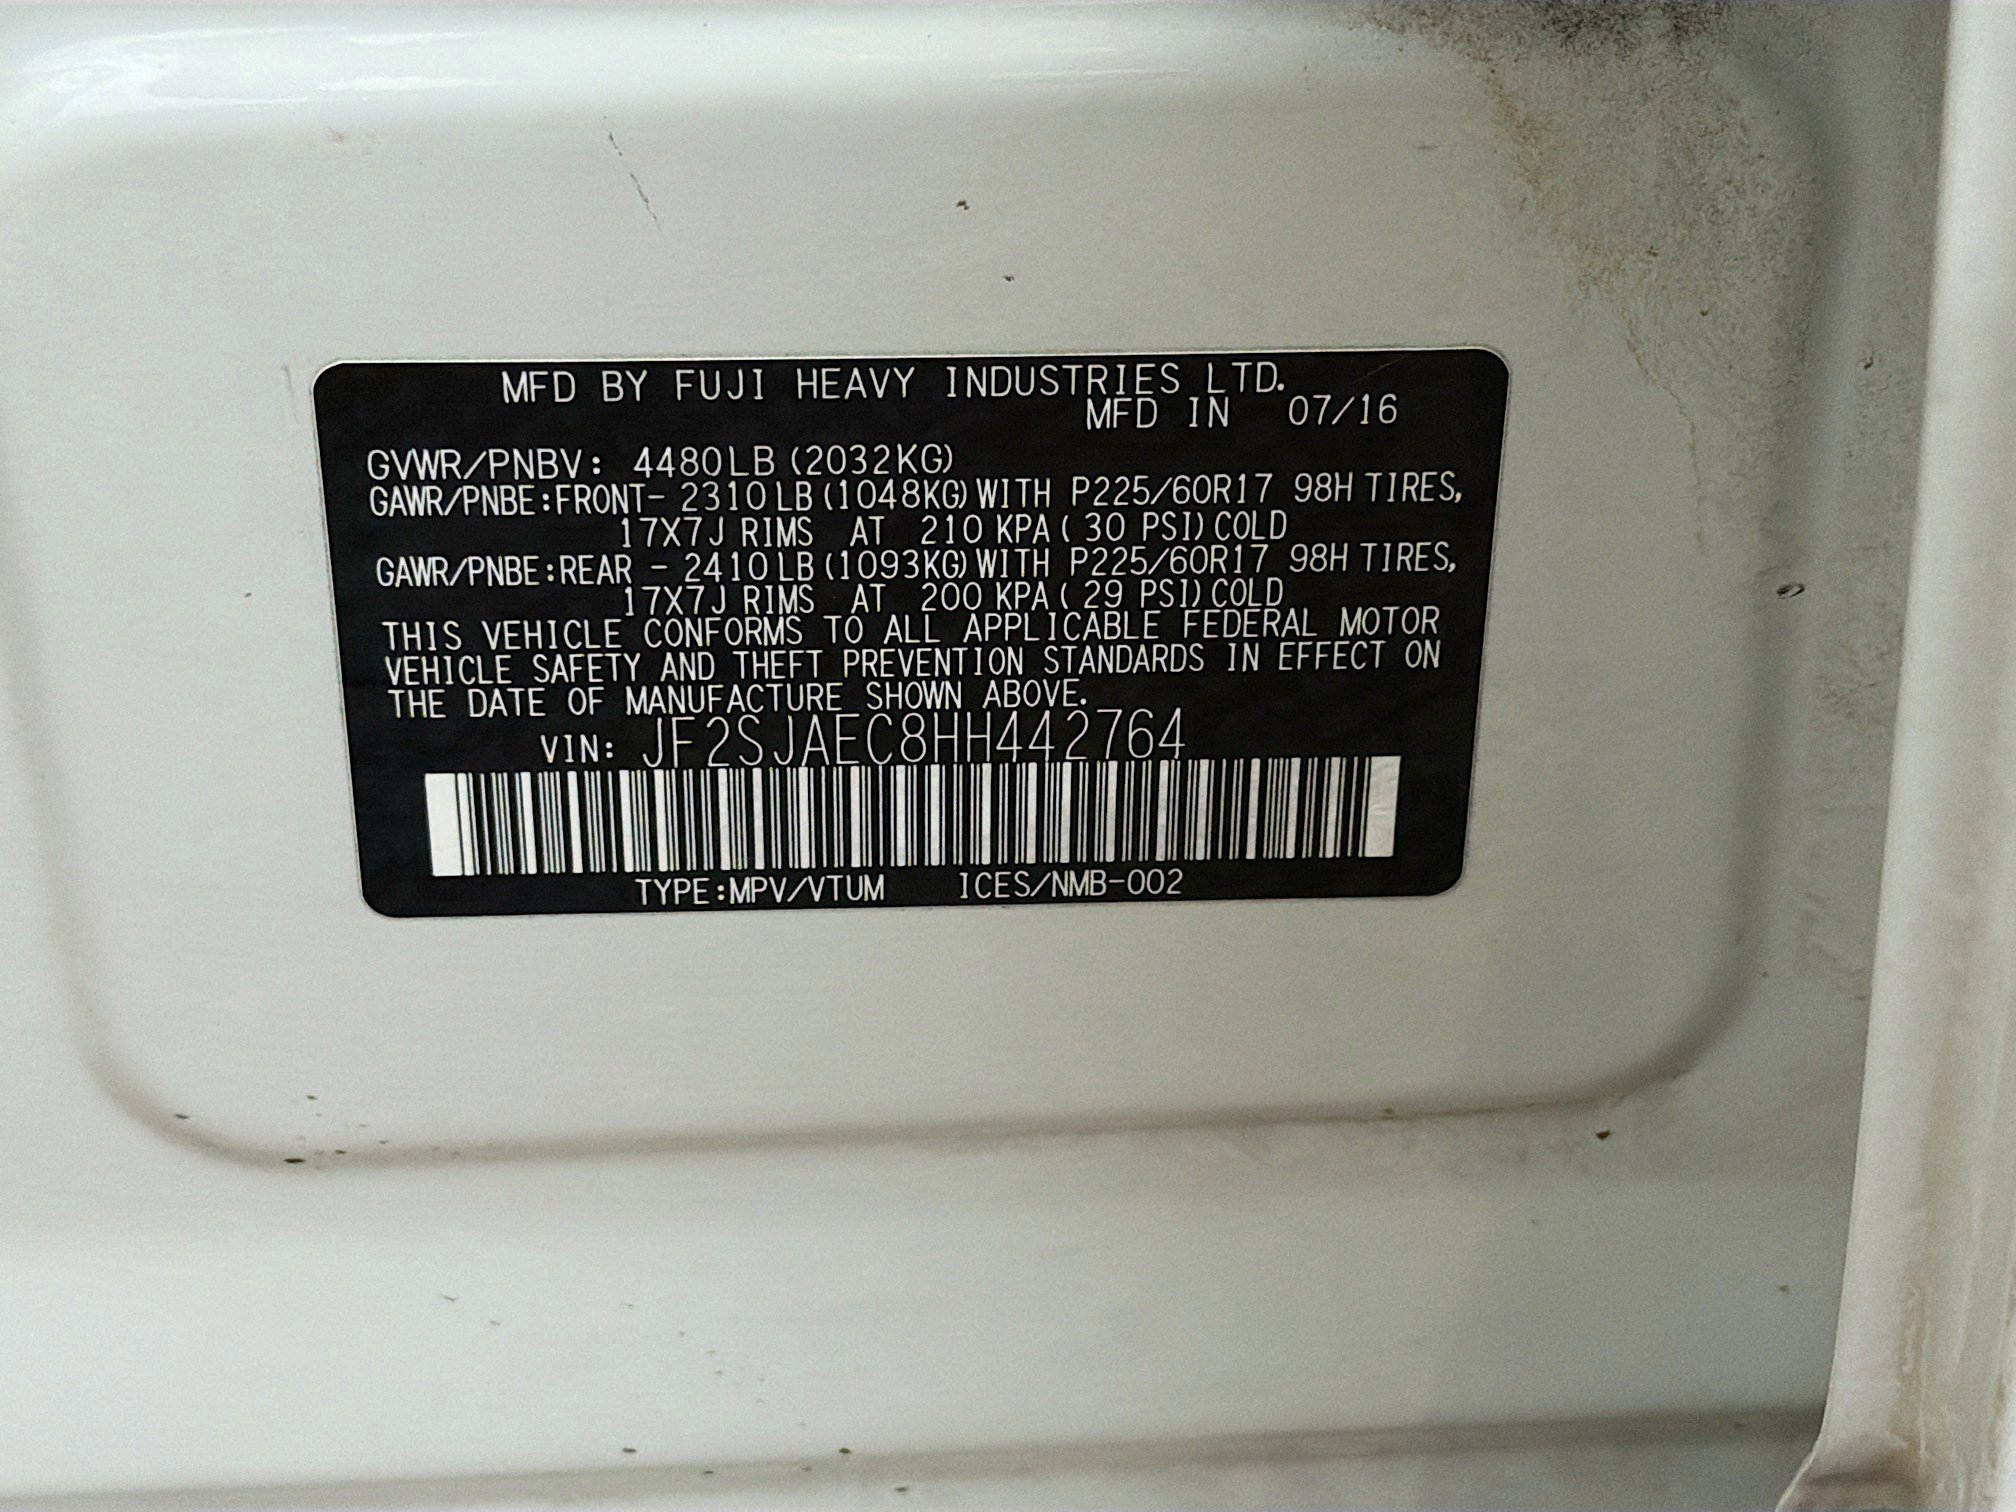 MFD BY FUJI HEAVY INDUSTRIES LTD.
MFD IN 07/16
GVWR/PNBV: 4480LB (2032KG)
GAWR/PNBE:FRONT- 2310LB(1048KG)WITH P225/60R17 98H TIRES,
17X7J RIMS AT 210 KPA( 30 PSI)COLD
GAWR/PNBE:REAR - 2410LB(1093KG)WITH P225/60R17 98H TIRES,
17X7J RIMS AT 200 KPA( 29 PSI)COLD
THIS VEHICLE CONFORMS TO ALL APPLICABLE FEDERAL MOTOR
VEHICLE SAFETY AND THEFT PREVENTION STANDARDS IN EFFECT ON
THE DATE OF MANUFACTURE SHOWN ABOVE.
VIN: JF2SJAEC8HH442764
TYPE:MPV/VTUM ICES/NMB-002